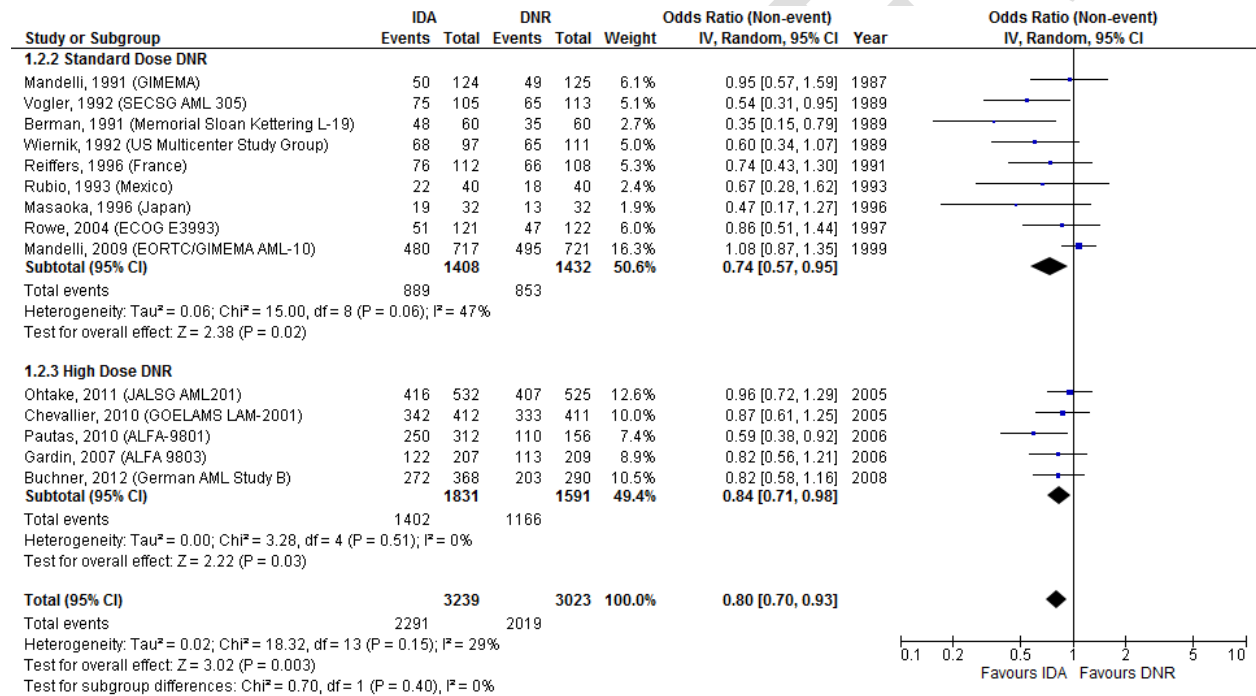 IDA DNR Odds Ratio (Non-event) Odds Ratio (Non-event)
Study or Subgroup Events Total Events Total Weight IV, Random, 95% CI Year IV, Random, 95% CI
1.2.2 Standard Dose DNR
Mandelli, 1991 (GIMEMA) 50 124 49 125 6.1% 0.95 [0.57, 1.59] 1987
Vogler, 1992 (SECSG AML 305) 75 105 65 113 5.1% 0.54 [0.31, 0.95] 1989
Berman, 1991 (Memorial Sloan Kettering L-19) 48 60 35 60 2.7% 0.35 [0.15, 0.79] 1989
Wiernik, 1992 (US Multicenter Study Group) 68 97 65 111 5.0% 0.60 [0.34, 1.07] 1989
Reiffers, 1996 (France) 76 112 66 108 5.3% 0.74 [0.43, 1.30] 1991
Rubio, 1993 (Mexico) 22 40 18 40 2.4% 0.67 [0.28, 1.62] 1993
Masaoka, 1996 (Japan) 19 32 13 32 1.9% 0.47 [0.17, 1.27] 1996
Rowe, 2004 (ECOG E3993) 51 121 47 122 6.0% 0.86 [0.51, 1.44] 1997
Mandelli, 2009 (EORTC/GIMEMA AML-10) 480 717 495 721 16.3% 1.08 [0.87, 1.35] 1999
Subtotal (95% CI) 1408 1432 50.6% 0.74 [0.57, 0.95]
Total events 889 853
Heterogeneity: Tau² = 0.06; Chi² = 15.00, df = 8 (P = 0.06); I² = 47%
Test for overall effect: Z = 2.38 (P = 0.02)
1.2.3 High Dose DNR
Ohtake, 2011 (JALSG AML201) 416 532 407 525 12.6% 0.96 [0.72, 1.29] 2005
Chevallier, 2010 (GOELAMS LAM-2001) 342 412 333 411 10.0% 0.87 [0.61, 1.25] 2005
Pautas, 2010 (ALFA-9801) 250 312 110 156 7.4% 0.59 [0.38, 0.92] 2006
Gardin, 2007 (ALFA 9803) 122 207 113 209 8.9% 0.82 [0.56, 1.21] 2006
Buchner, 2012 (German AML Study B) 272 368 203 290 10.5% 0.82 [0.58, 1.16] 2008
Subtotal (95% CI) 1831 1591 49.4% 0.84 [0.71, 0.98]
Total events 1402 1166
Heterogeneity: Tau² = 0.00; Chi² = 3.28, df = 4 (P = 0.51); I² = 0%
Test for overall effect: Z = 2.22 (P = 0.03)
Total (95% CI) 3239 3023 100.0% 0.80 [0.70, 0.93]
Total events 2291 2019
Heterogeneity: Tau² = 0.02; Chi² = 18.32, df = 13 (P = 0.15); I² = 29%
Test for overall effect: Z = 3.02 (P = 0.003)
Test for subgroup differences: Chi² = 0.70, df = 1 (P = 0.40), I² = 0%
0.1 0.2 0.5 1 2 5 10
Favours IDA Favours DNR